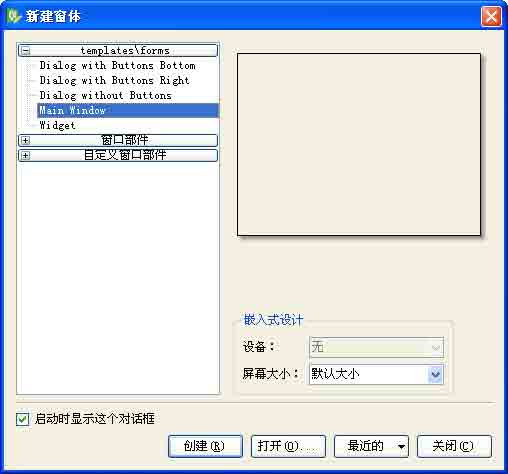 新建窗体
templates\forms
Dialog with Buttons Bottom
Dialog with Buttons Right
Dialog without Buttons
Main Window
Widget
窗口部件
自定义窗口部件
嵌入式设计
设备：
无
屏幕大小：
默认大小
启动时显示这个对话框
创建(R)
打开(O)...
最近的
关闭(C)